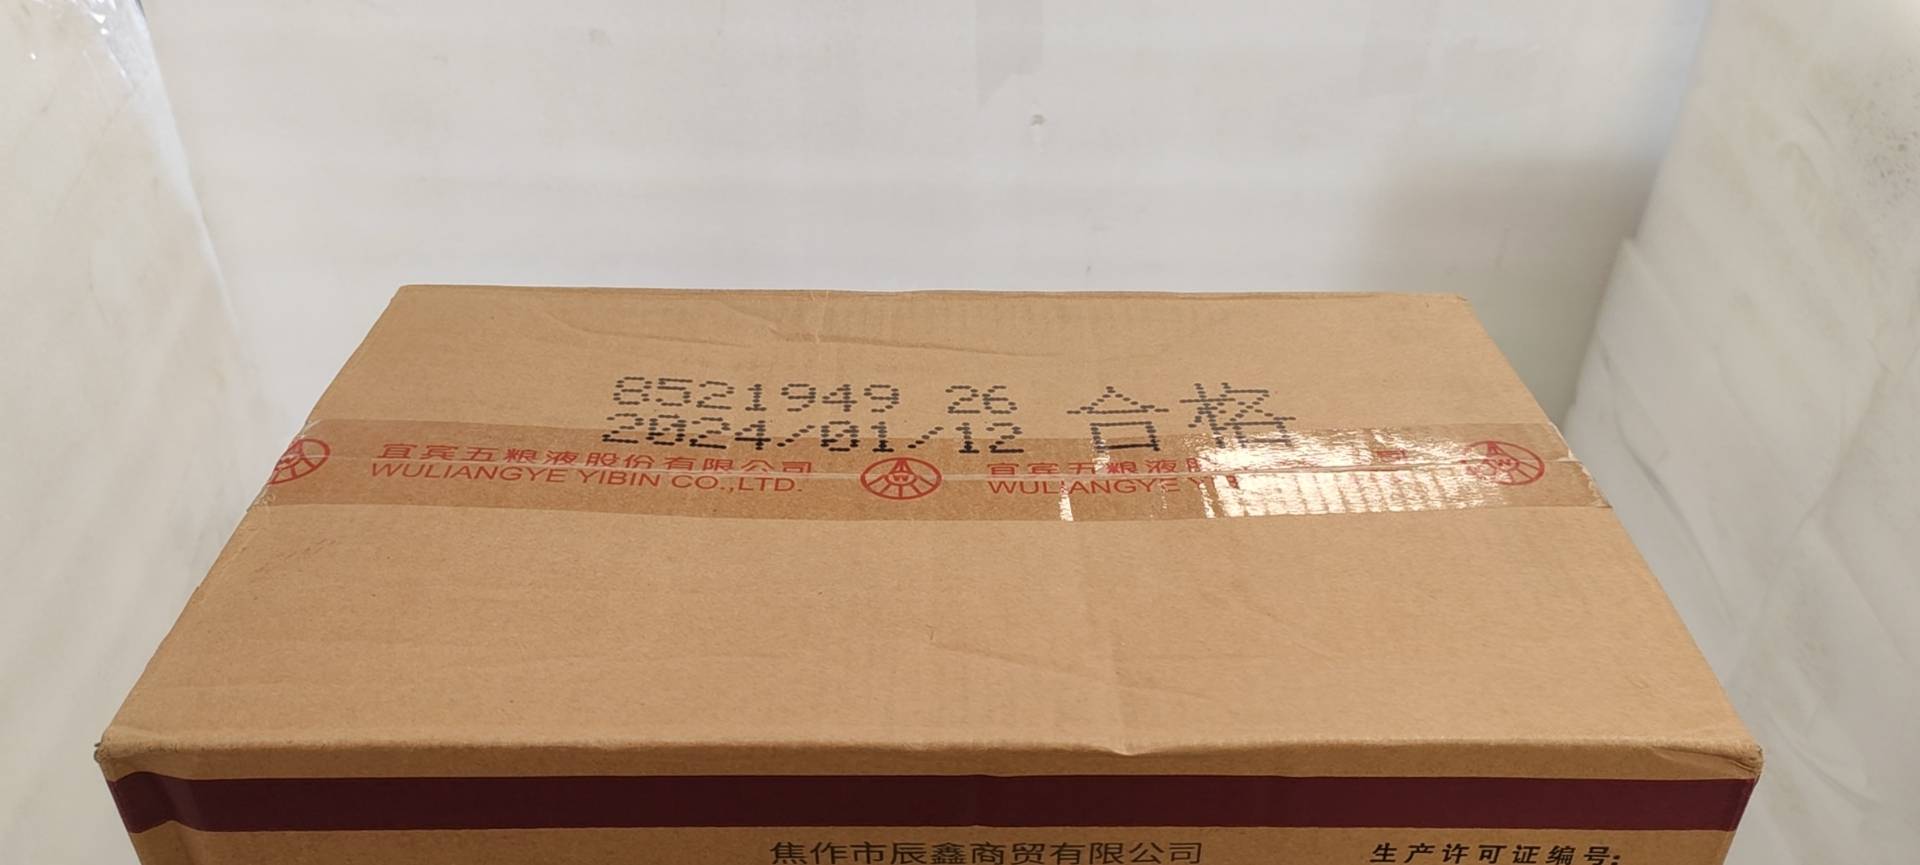 8521949 26 合格
2024/01/12
宜宾五粮液股份有限公司
WULIANGYE YIBIN CO.,LTD.
W
宜宾五粮液
WULIANGYE Y
焦作市辰鑫商贸有限公司
生产许可证编号: